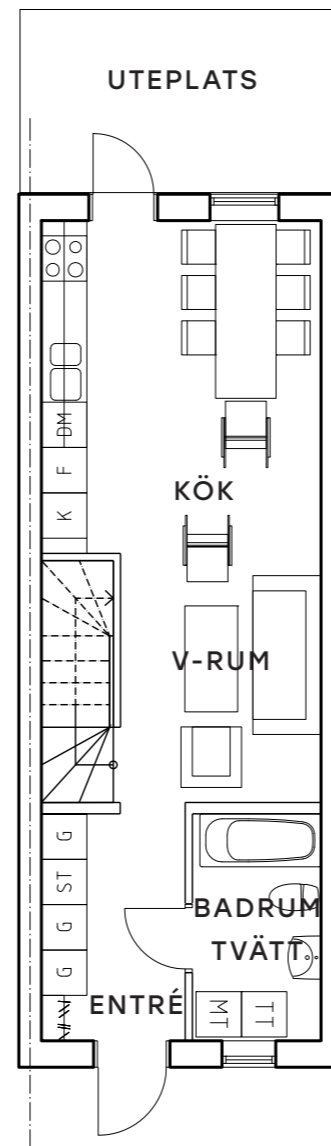 UTEPLATS
DM
F
KÖK
K
V-RUM
G
ST
BADRUM
G
TVÄTT
G
ENTRÉ
MT
TT